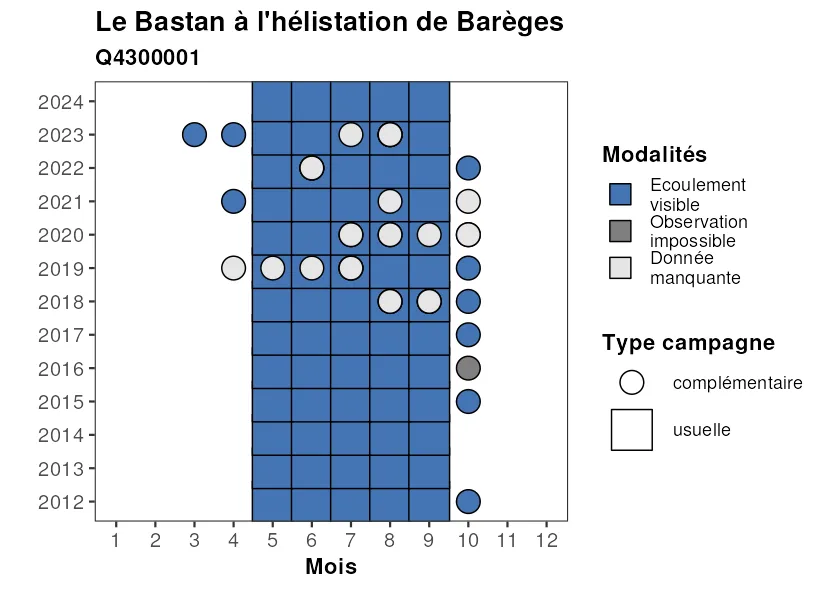 Le Bastan à l'hélistation de Barèges
Q4300001
2024
2023
2022
2021
2020
2019
2018
2017
2016
2015
2014
2013
2012
1 2 3 4 5 6 7 8 9 10 11 12
Mois
Modalités
Ecoulement
visible
Observation
impossible
Donnée
manquante
Type campagne
complémentaire
usuelle